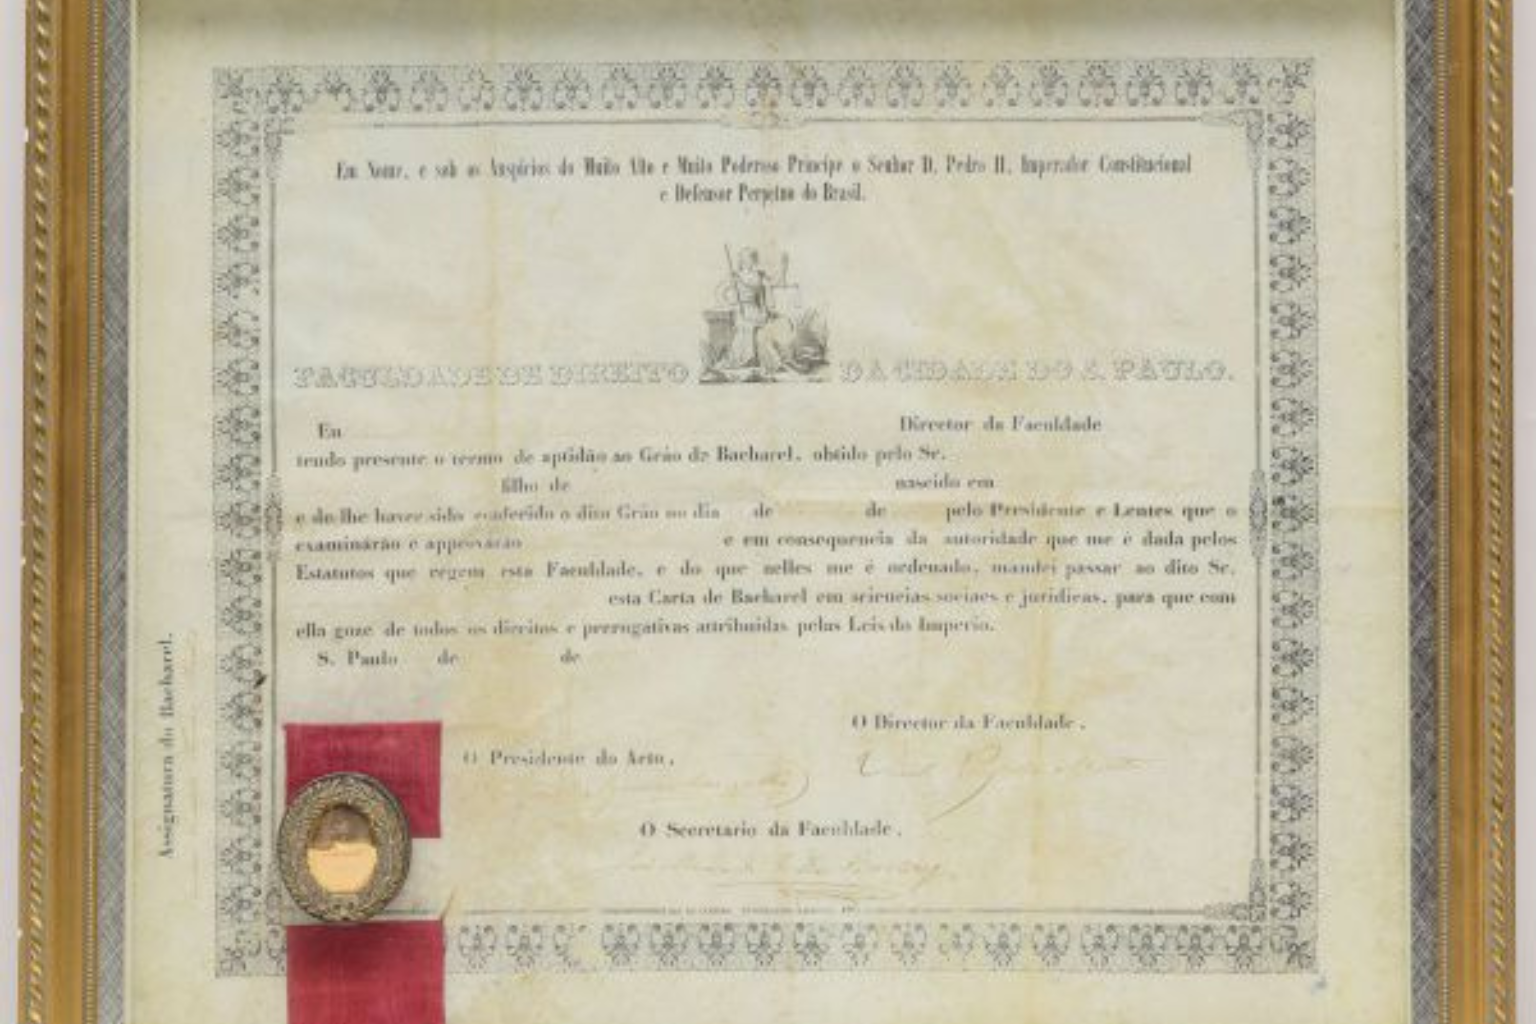 Em Nome, e sob os Auspicios do Muito Alto e Muito Poderoso Principe o Senhor D. Pedro II, Imperador Constitucional
e Defensor Perpetuo do Brasil.
FACULDADE DE DIREITO DA CIDADE DO S. PAULO.
Eu Director da Faculdade
tendo presente o termo de aptidão ao Gráo de Bacharel, obtido pelo Sr.
filho de nascido em
e de lhe haver sido conferido o dito Gráo no dia de de pelo Presidente e Lentes que o
examinárão e approvárão e em consequencia da autoridade que me é dada pelos
Estatutos que regem esta Faculdade, e do que nelles me é ordenado, mandei passar ao dito Sr.
esta Carta de Bacharel em sciencias sociaes e juridicas, para que com
ella goze de todos os direitos e prerogativas attribuidas pelas Leis do Imperio.
S. Paulo de de
O Director da Faculdade.
O Presidente do Acto,
O Secretario da Faculdade,
Assignatura do Bacharel.